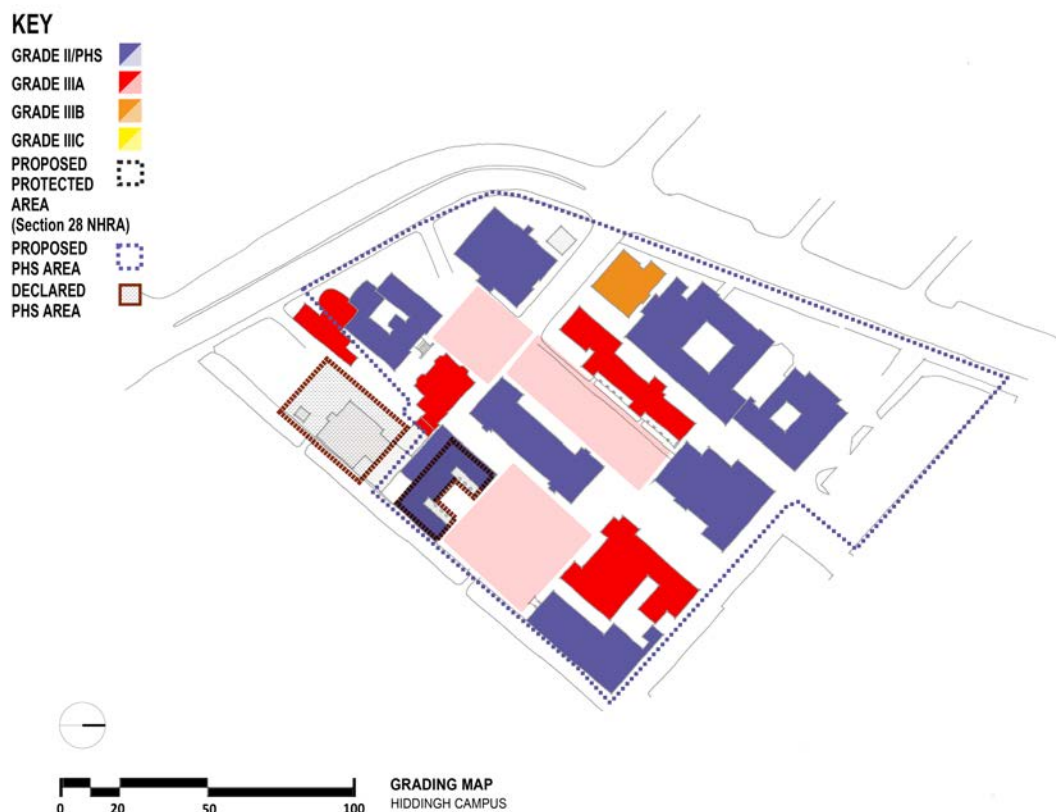 KEY
GRADE II/PHS
GRADE IIIA
GRADE IIIB
GRADE IIIC
PROPOSED
PROTECTED
AREA
(Section 28 NHRA)
PROPOSED
PHS AREA
DECLARED
PHS AREA
0 20 50 100
GRADING MAP
HIDDINGH CAMPUS